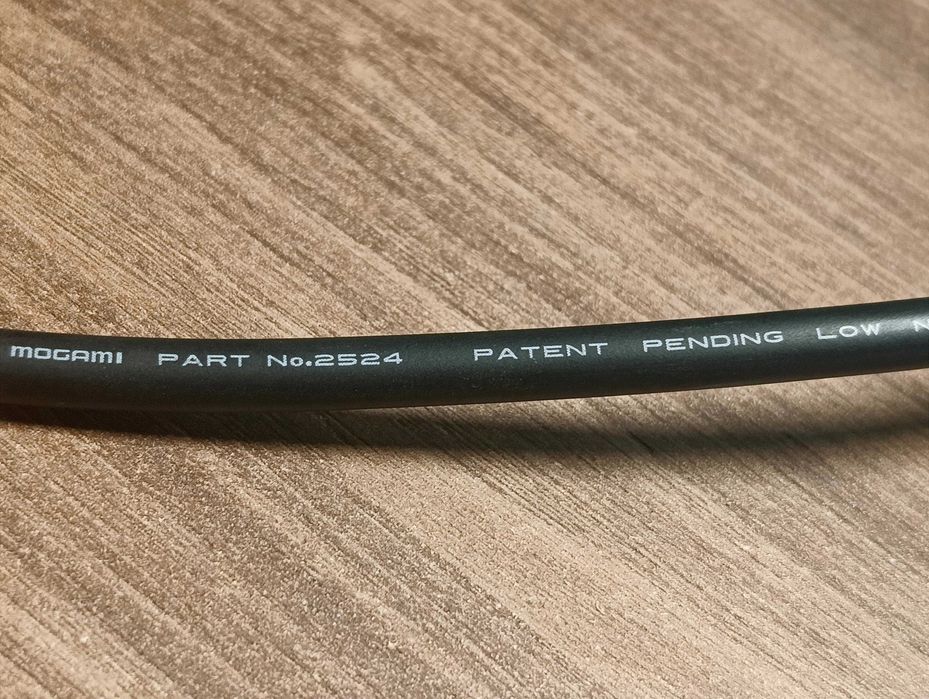 MOGAMI PART No.2524 PATENT PENDING LOW